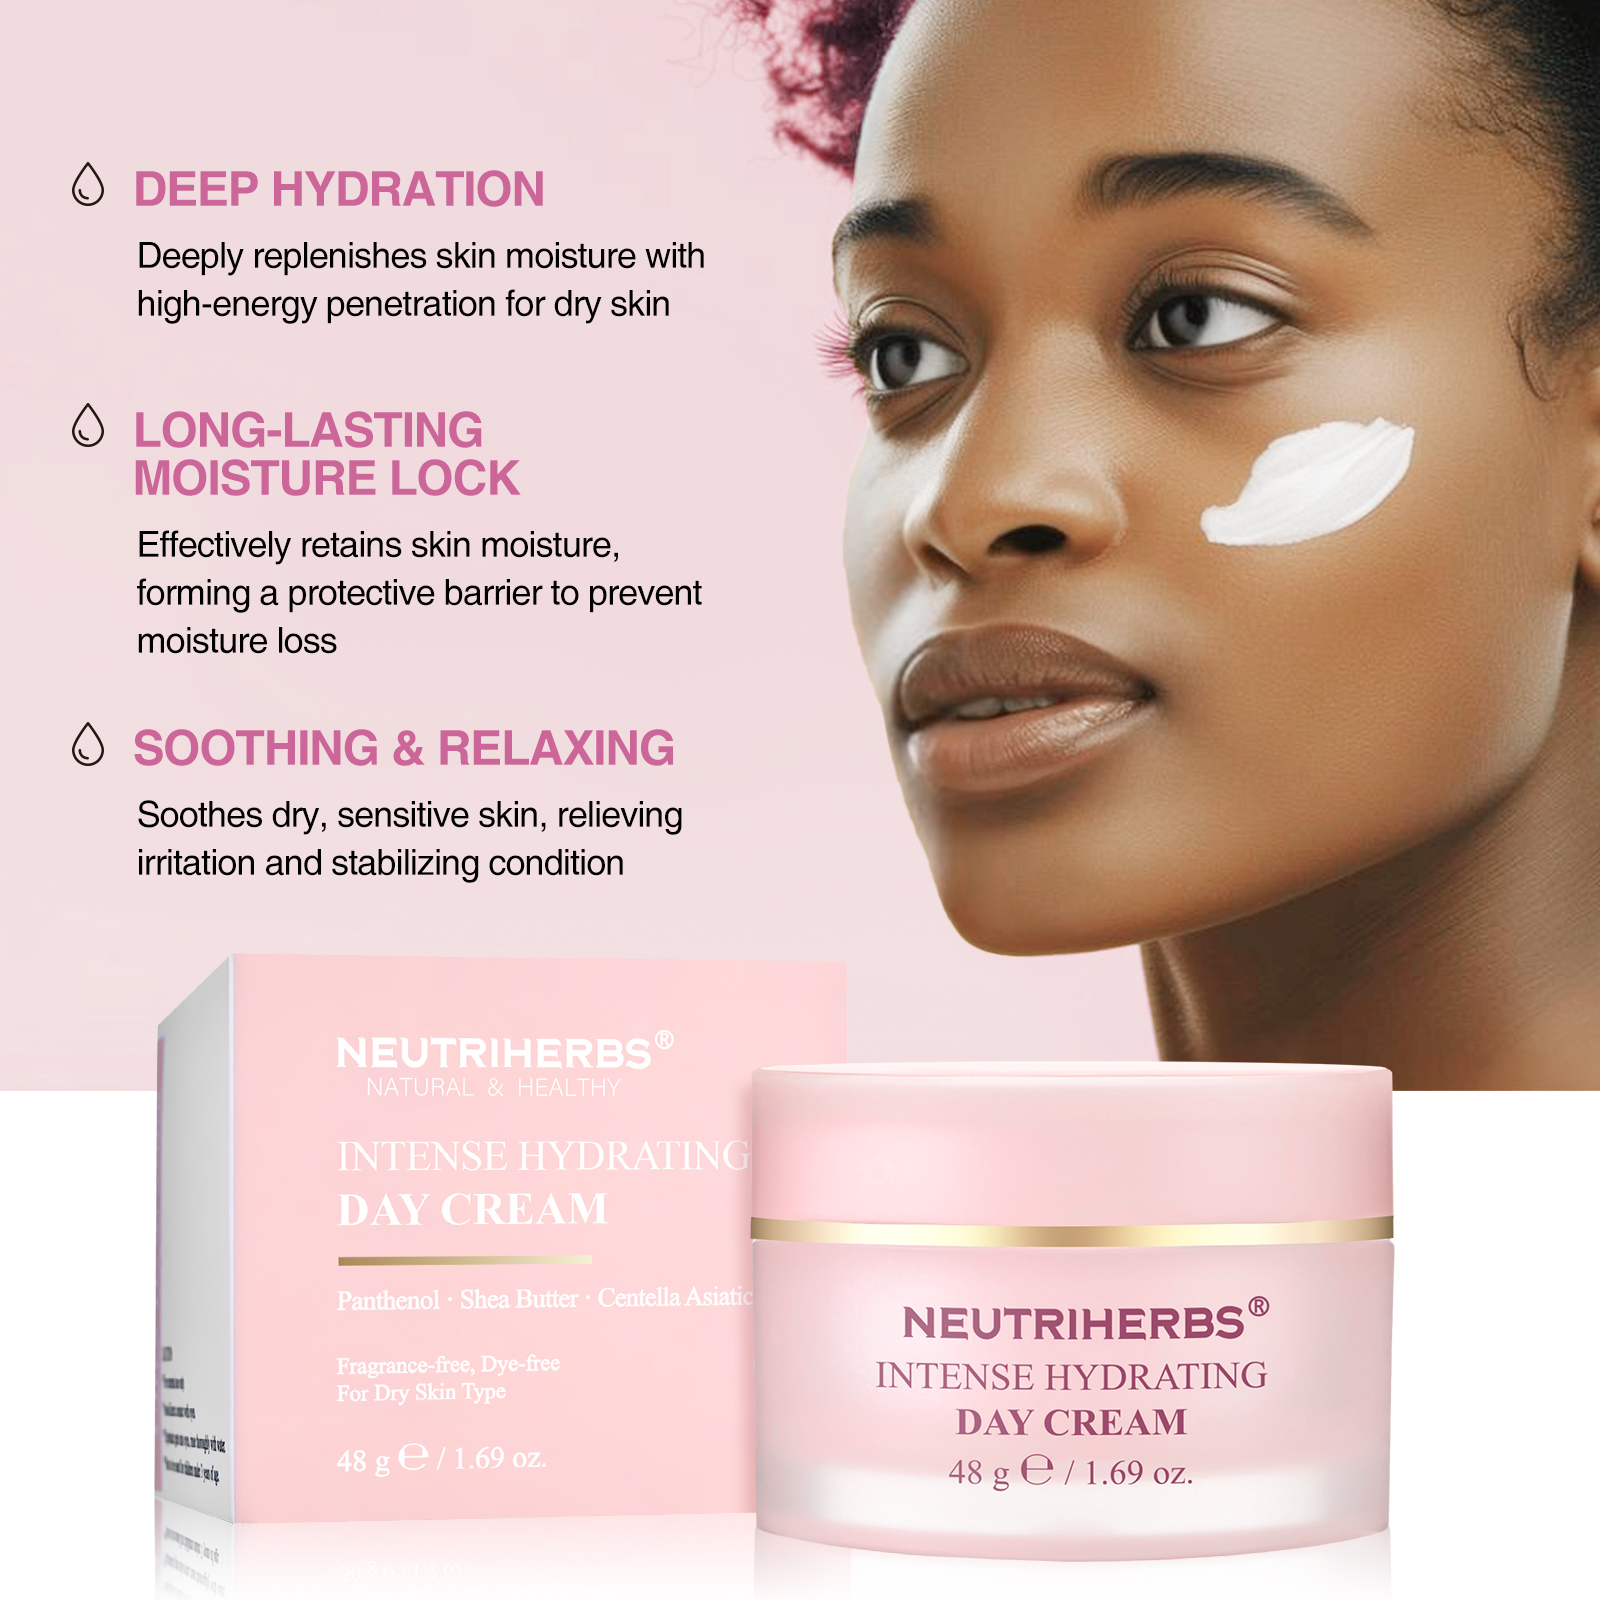 DEEP HYDRATION
Deeply replenishes skin moisture with
high-energy penetration for dry skin
LONG-LASTING
MOISTURE LOCK
Effectively retains skin moisture,
forming a protective barrier to prevent
moisture loss
SOOTHING & RELAXING
Soothes dry, sensitive skin, relieving
irritation and stabilizing condition
NEUTRIHERBS®
NATURAL & HEALTHY
INTENSE HYDRATING
DAY CREAM
Panthenol · Shea Butter · Centella Asiatic
Fragrance-free, Dye-free
For Dry Skin Type
48 g ℮ / 1.69 oz.
NEUTRIHERBS®
INTENSE HYDRATING
DAY CREAM
48 g ℮ / 1.69 oz.